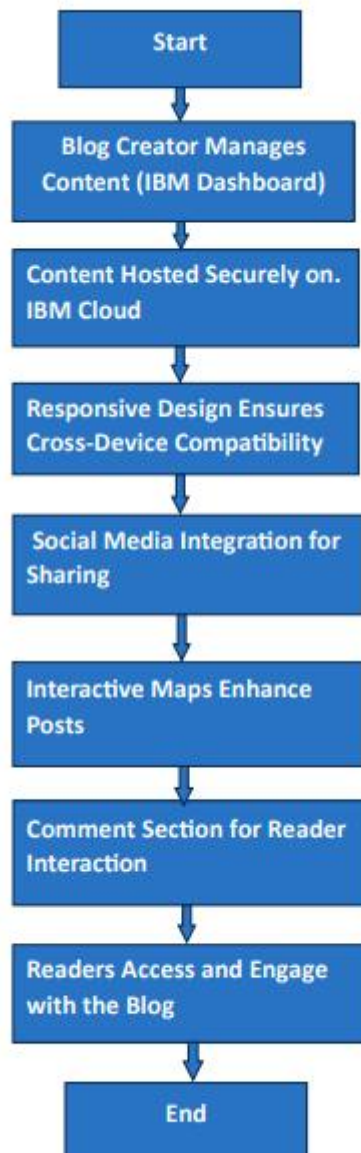 Start
Blog Creator Manages
Content (IBM Dashboard)
Content Hosted Securely on.
IBM Cloud
Responsive Design Ensures
Cross-Device Compatibility
Social Media Integration for
Sharing
Interactive Maps Enhance
Posts
Comment Section for Reader
Interaction
Readers Access and Engage
with the Blog
End